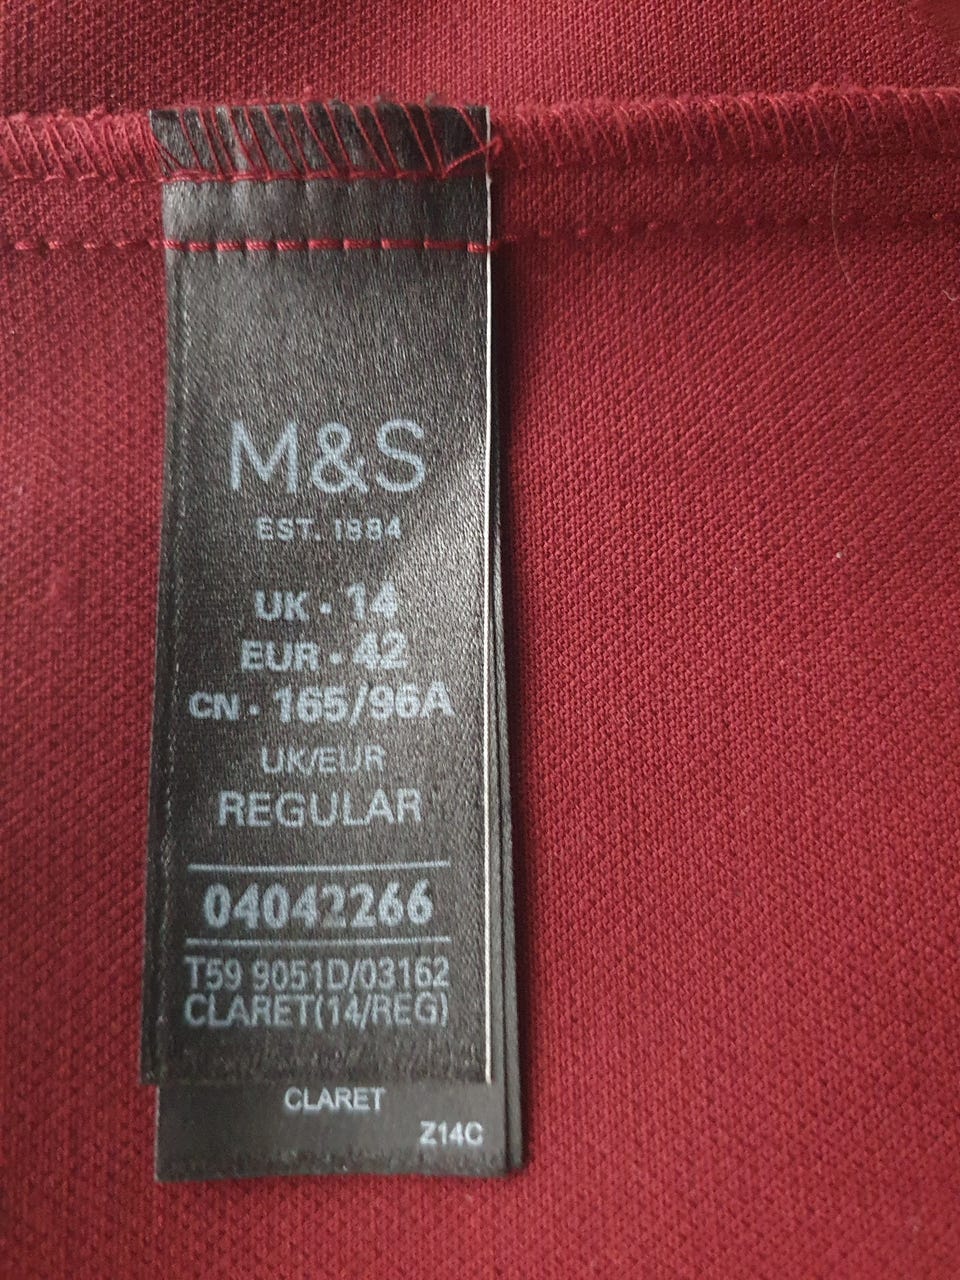 M&S
EST. 1884
UK · 14
EUR · 42
CN · 165/96A
UK/EUR
REGULAR
04042266
T59 9051D/03162
CLARET(14/REG)
CLARET
Z14C